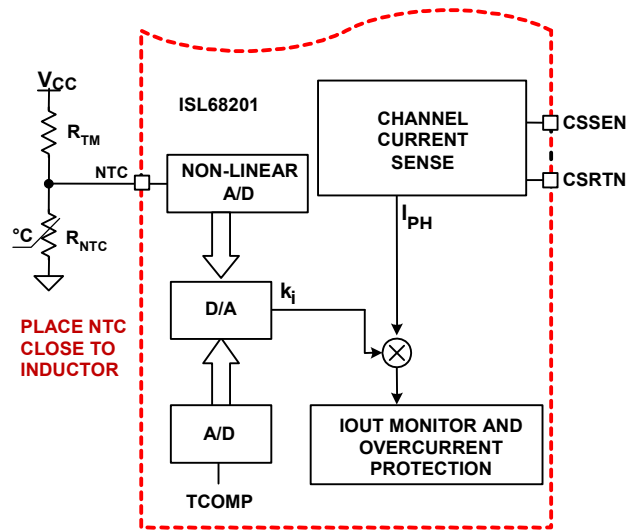 VCC
RTM
NTC
°C
RNTC
PLACE NTC
CLOSE TO
INDUCTOR
ISL68201
NON-LINEAR
A/D
D/A
ki
A/D
TCOMP
CHANNEL
CURRENT
SENSE
CSSEN
CSRTN
IPH
IOUT MONITOR AND
OVERCURRENT
PROTECTION